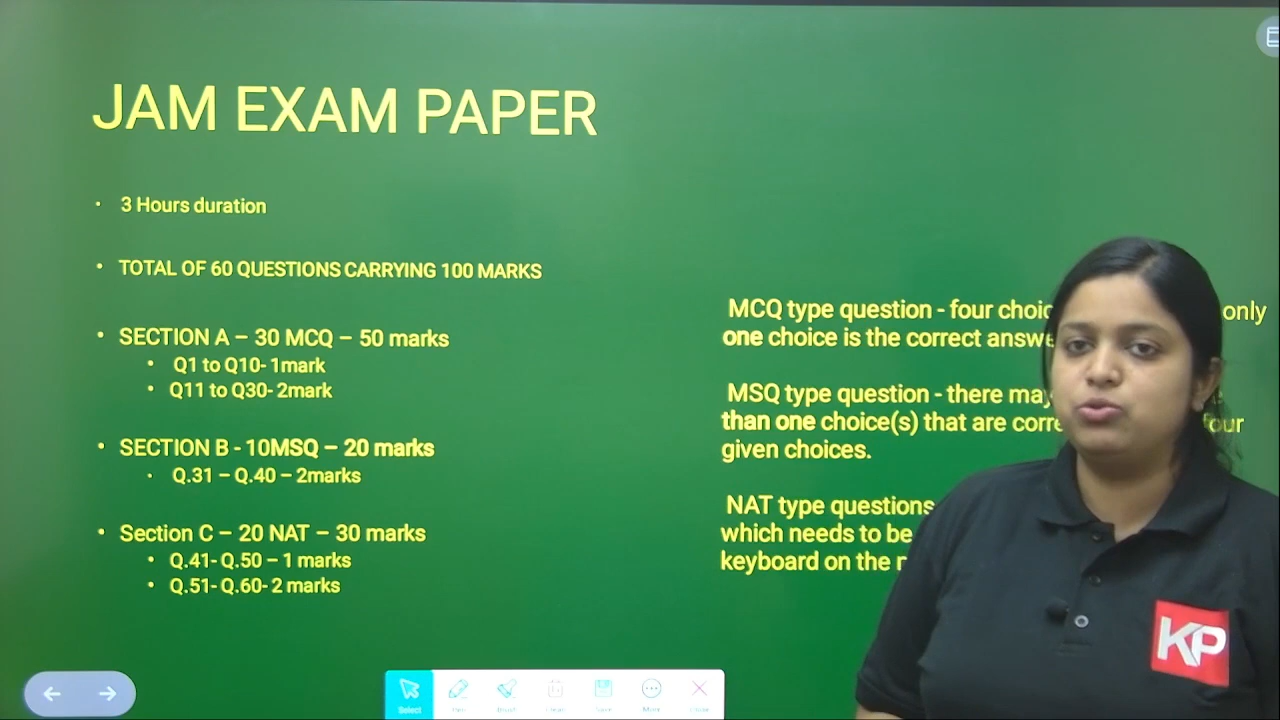 JAM EXAM PAPER
• 3 Hours duration
• TOTAL OF 60 QUESTIONS CARRYING 100 MARKS
• SECTION A – 30 MCQ – 50 marks
• Q1 to Q10- 1mark
• Q11 to Q30- 2mark
• SECTION B - 10MSQ – 20 marks
• Q.31 – Q.40 – 2marks
• Section C – 20 NAT – 30 marks
• Q.41- Q.50 – 1 marks
• Q.51- Q.60- 2 marks
MCQ type question - four only
one choice is the correct
MSQ type question - there may
than one choice(s) that are
given choices.
NAT type questions
which needs to be
keyboard on the
KP
Select
Pen
More